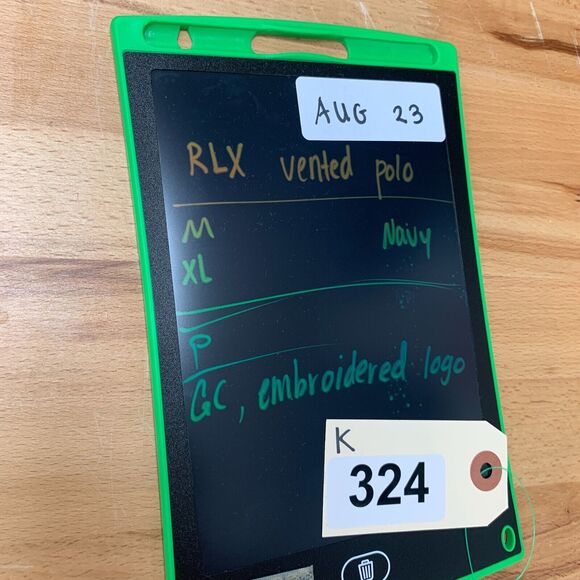 AUG 23
RLX vented polo
M Navy
XL
P
GC, embroidered logo
K
324